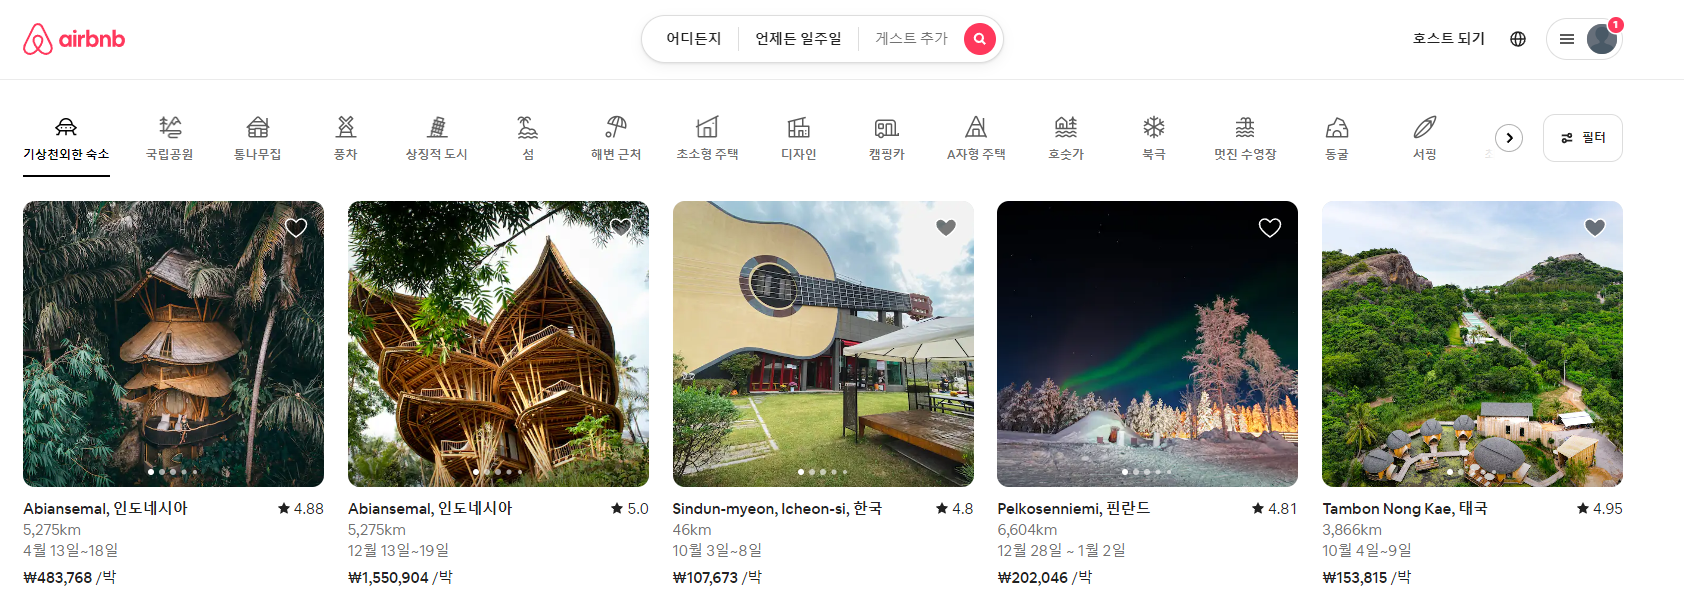 airbnb
어디든지
언제든 일주일
게스트 추가
호스트 되기
1
기상천외한 숙소
국립공원
통나무집
풍차
상징적 도시
섬
해변 근처
초소형 주택
디자인
캠핑카
A자형 주택
호숫가
북극
멋진 수영장
동굴
서핑
필터
Abiansemal, 인도네시아 ★ 4.88
5,275km
4월 13일~18일
₩483,768 /박
Abiansemal, 인도네시아 ★ 5.0
5,275km
12월 13일~19일
₩1,550,904 /박
Sindun-myeon, Icheon-si, 한국 ★ 4.8
46km
10월 3일~8일
₩107,673 /박
Pelkosenniemi, 핀란드 ★ 4.81
6,604km
12월 28일 ~ 1월 2일
₩202,046 /박
Tambon Nong Kae, 태국 ★ 4.95
3,866km
10월 4일~9일
₩153,815 /박